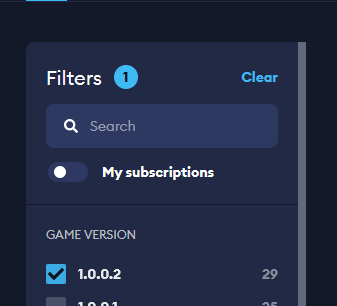 Filters 1 Clear
Search
My subscriptions
GAME VERSION
1.0.0.2 29